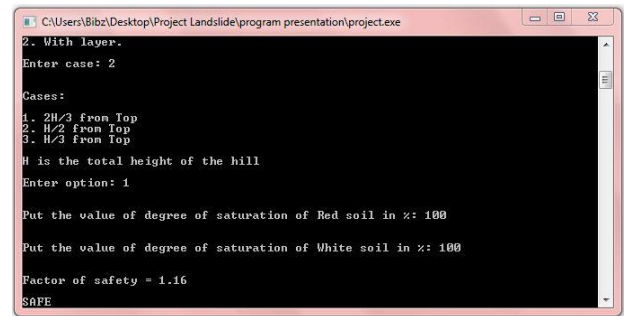 C:\Users\Bibz\Desktop\Project Landslide\program presentation\project.exe
2. With layer.
Enter case: 2
Cases:
1. 2H/3 from Top
2. H/2 from Top
3. H/3 from Top
H is the total height of the hill
Enter option: 1
Put the value of degree of saturation of Red soil in %: 100
Put the value of degree of saturation of White soil in %: 100
Factor of safety = 1.16
SAFE